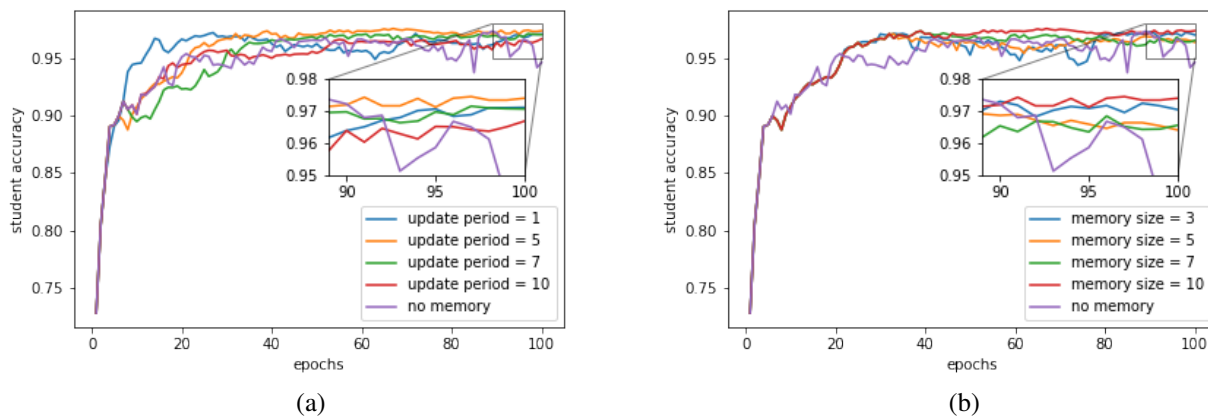 student accuracy
0.95
0.90
0.85
0.80
0.75
0 20 40 60 80 100
epochs
0.98
0.97
0.96
0.95
90 95 100
update period = 1
update period = 5
update period = 7
update period = 10
no memory
(a)
student accuracy
0.95
0.90
0.85
0.80
0.75
0 20 40 60 80 100
epochs
0.98
0.97
0.96
0.95
90 95 100
memory size = 3
memory size = 5
memory size = 7
memory size = 10
no memory
(b)